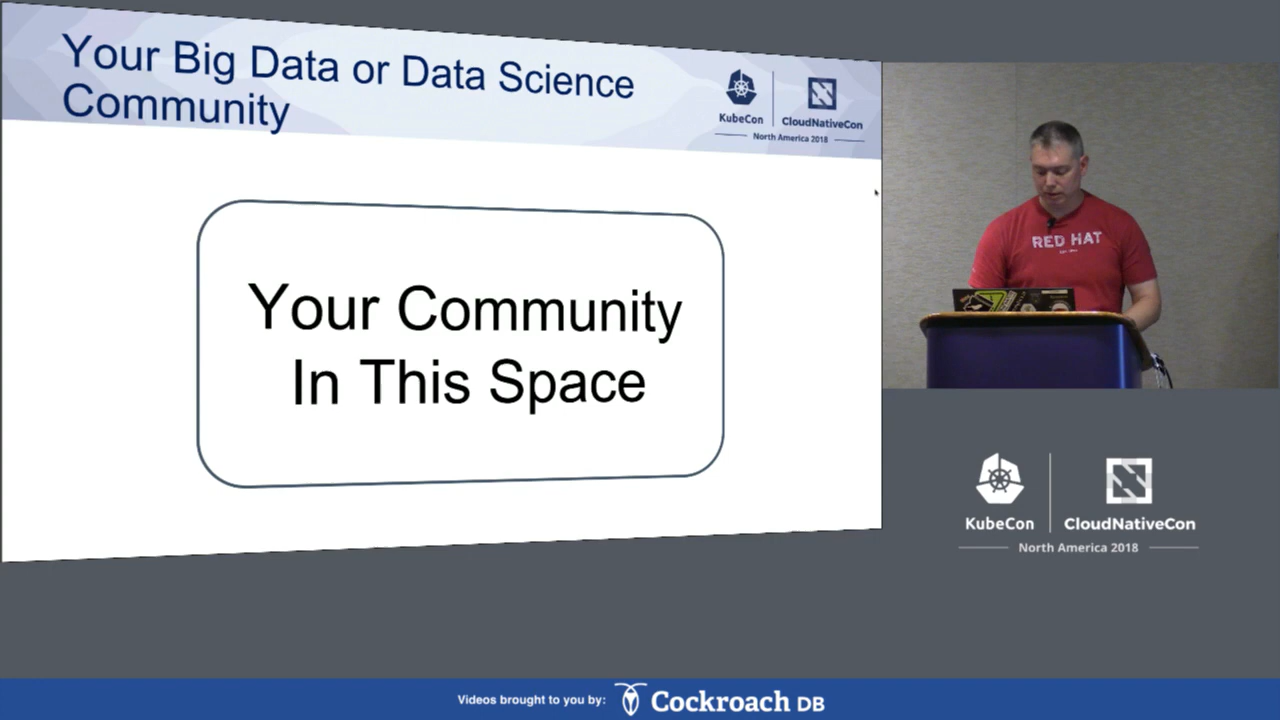 Your Big Data or Data Science
Community
KubeCon
CloudNativeCon
North America 2018
Your Community
In This Space
RED HAT
KubeCon
CloudNativeCon
North America 2018
Videos brought to you by:
Cockroach DB